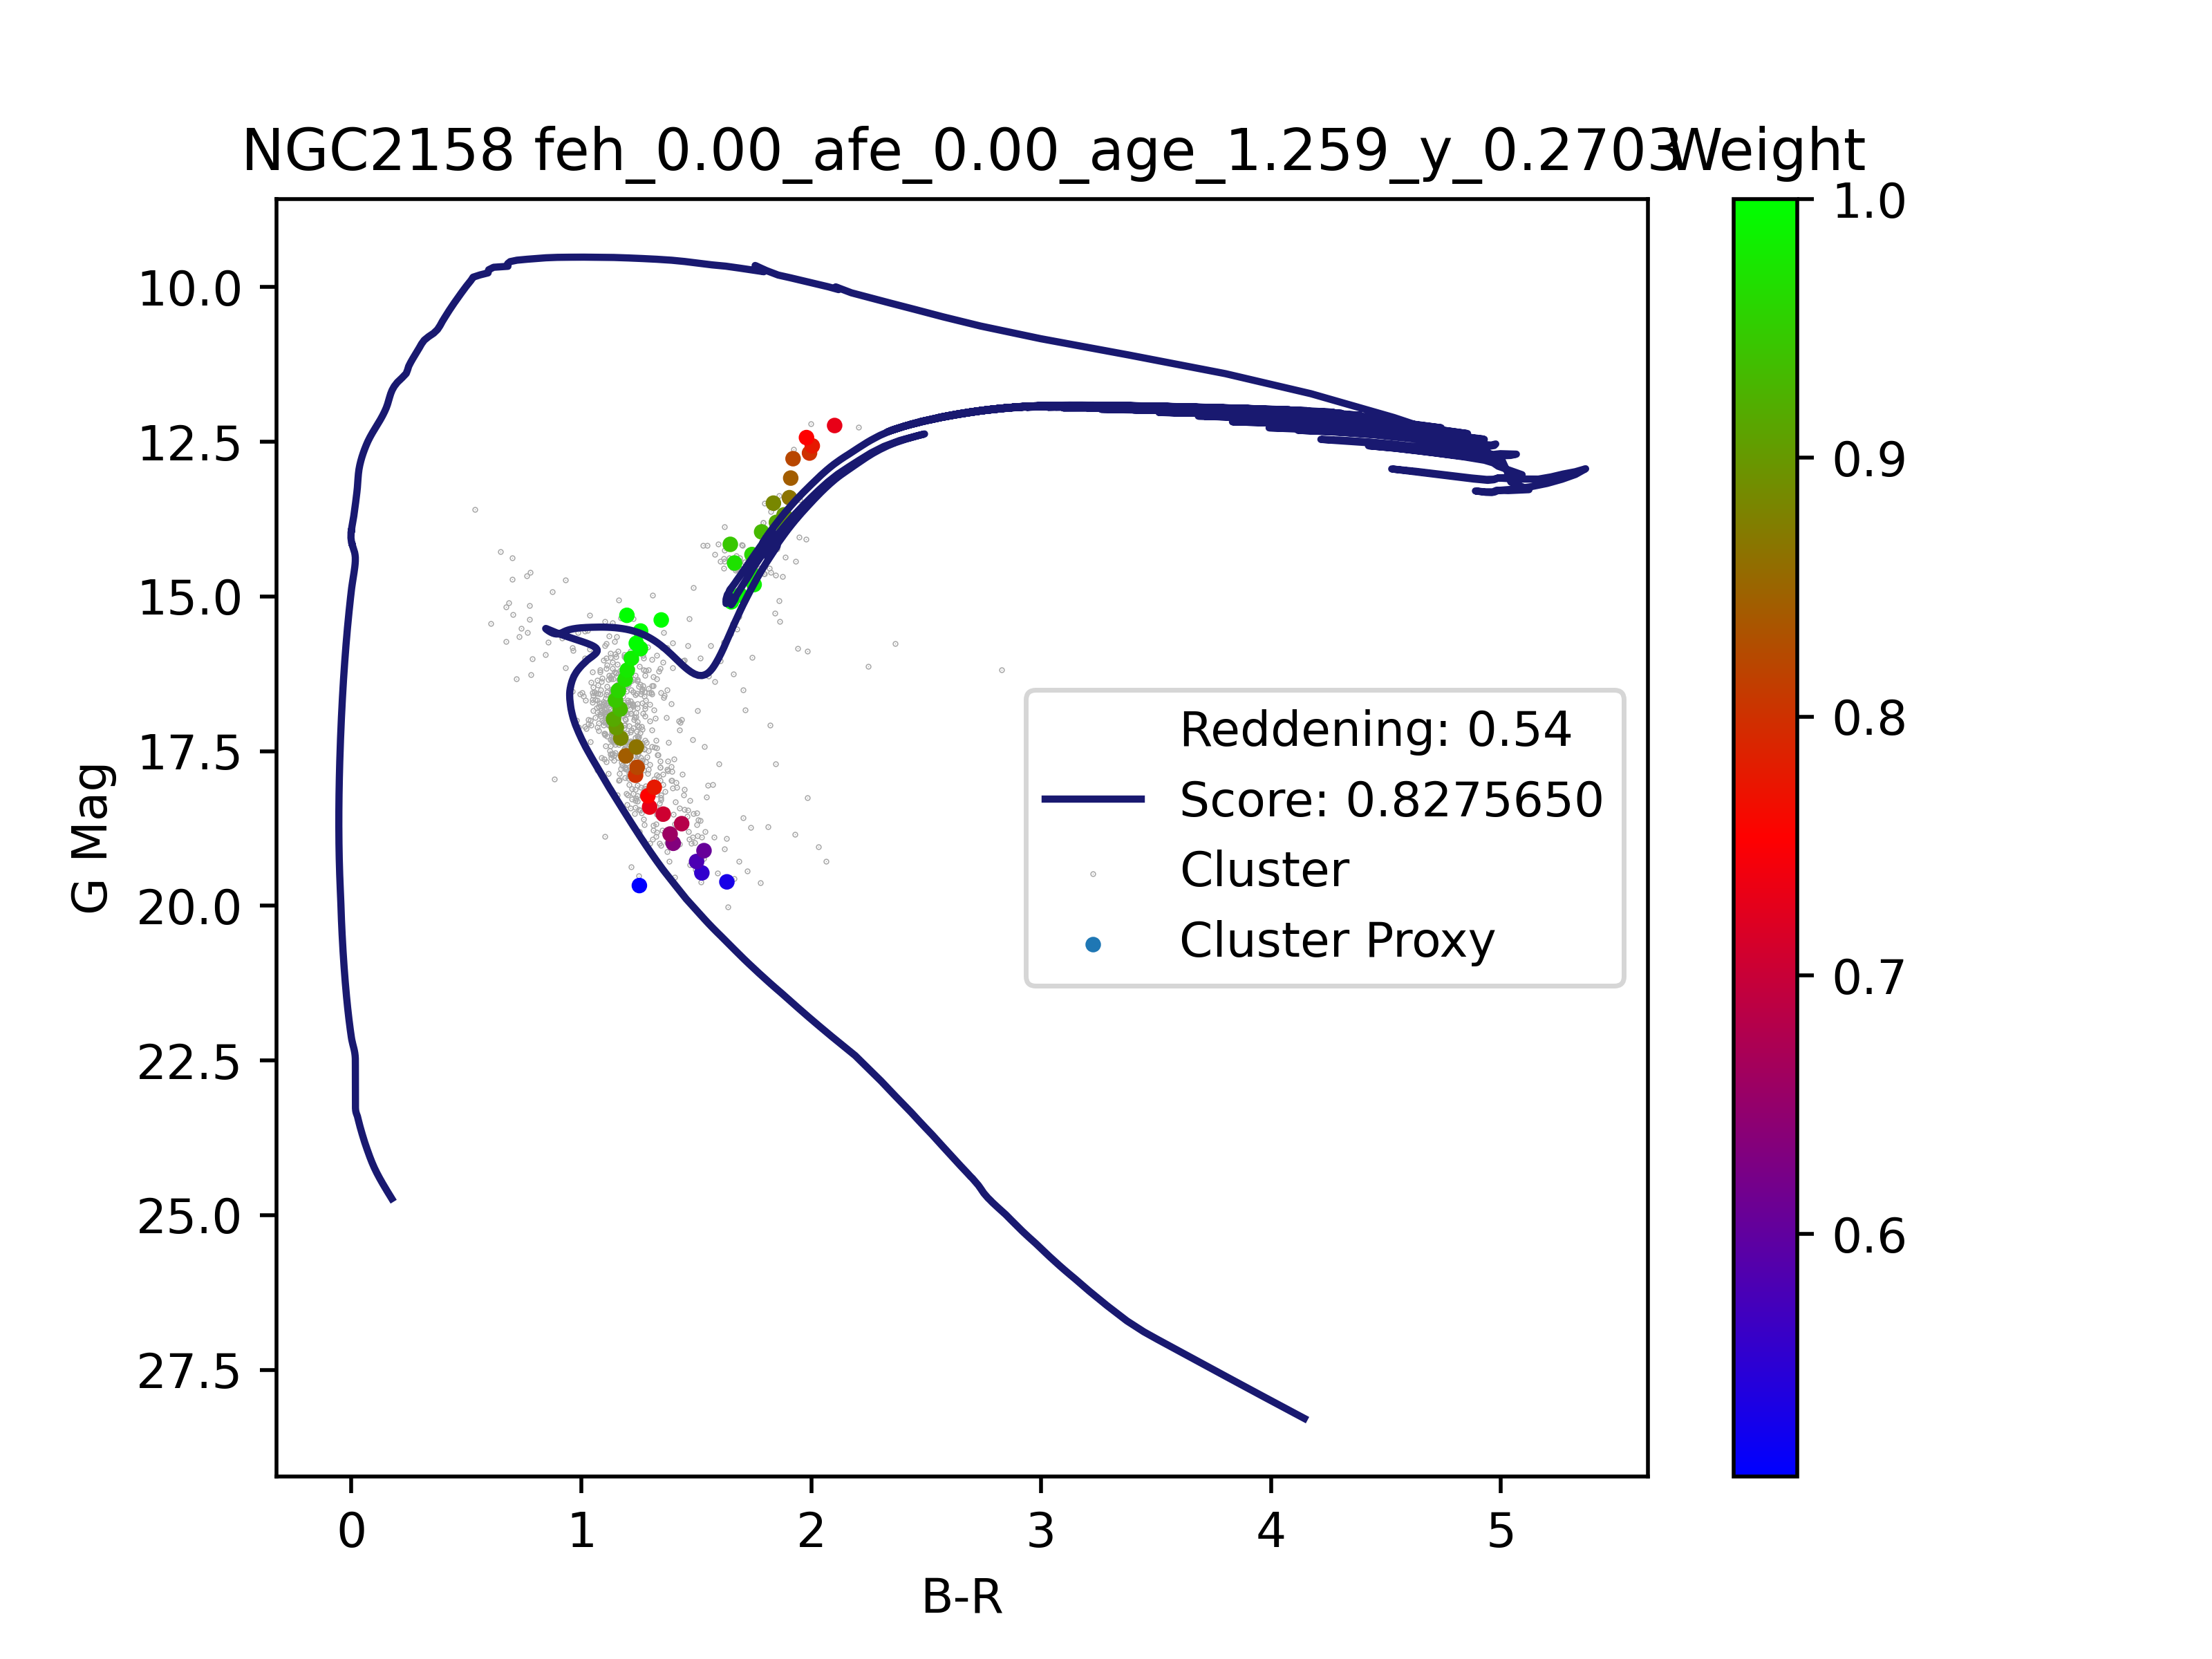 NGC2158 feh_0.00_afe_0.00_age_1.259_y_0.2703
Weight
G Mag
10.0
12.5
15.0
17.5
20.0
22.5
25.0
27.5
0
1
2
3
4
5
B-R
Reddening: 0.54
Score: 0.8275650
Cluster
Cluster Proxy
1.0
0.9
0.8
0.7
0.6